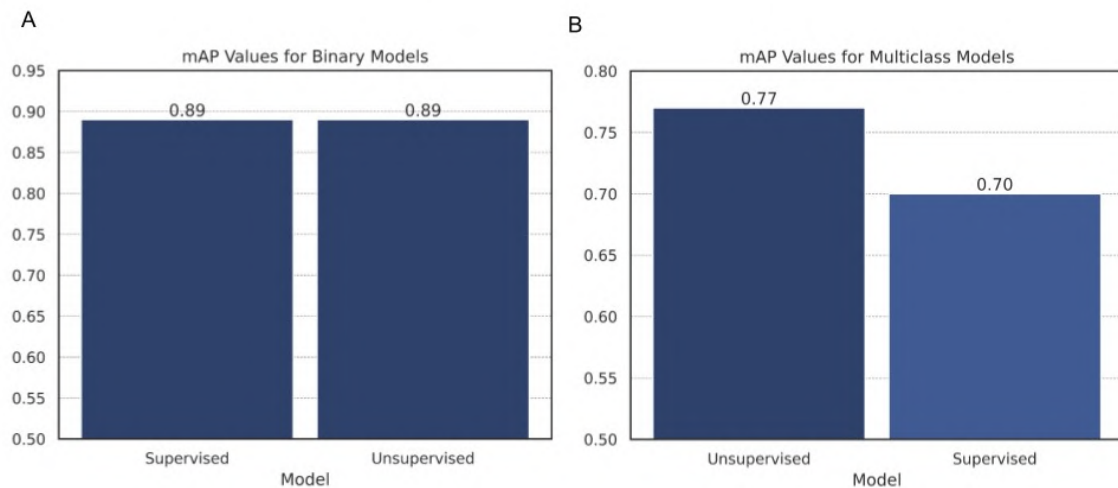 A
mAP Values for Binary Models
0.95
0.90
0.85
0.80
0.75
0.70
0.65
0.60
0.55
0.50
0.89
0.89
Supervised
Unsupervised
Model
B
mAP Values for Multiclass Models
0.80
0.75
0.70
0.65
0.60
0.55
0.50
0.77
0.70
Unsupervised
Supervised
Model